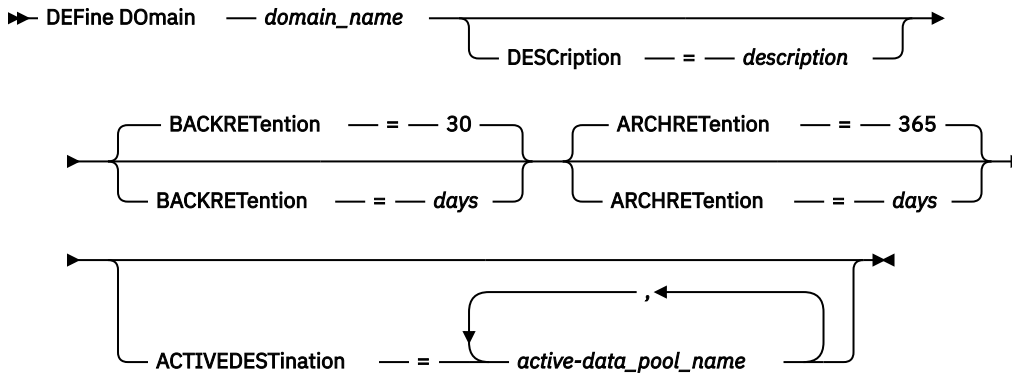 DEFine DOmain domain_name
DESCription = description
BACKRETention = 30 ARCHRETention = 365
BACKRETention = days ARCHRETention = days
,
ACTIVEDESTination = active-data_pool_name